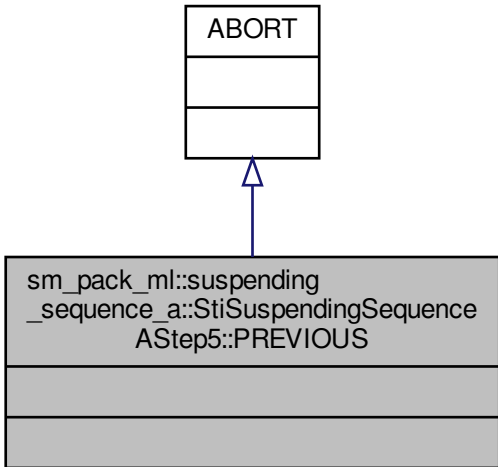 ABORT
sm_pack_ml::suspending
_sequence_a::StiSuspendingSequence
AStep5::PREVIOUS